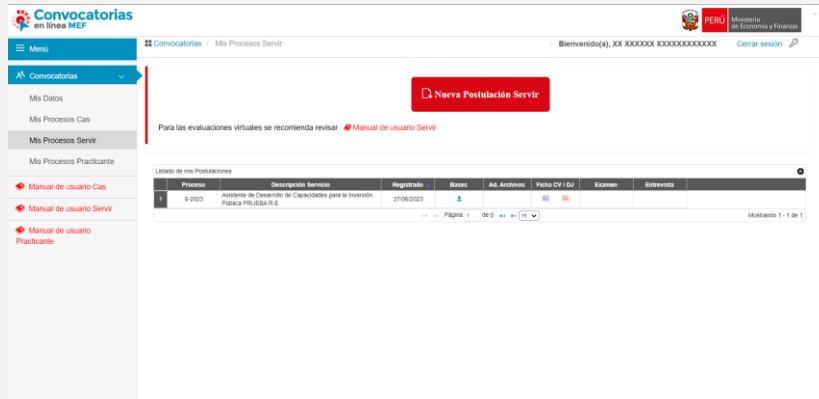 Convocatorias
en línea MEF
PERÚ
Ministerio
de Economía y Finanzas
Menú
Convocatorias / Mis Procesos Servir
/ Bienvenido(a), XX XXXXXX XXXXXXXXXXXX
Cerrar sesión
Convocatorias
Mis Datos
Mis Procesos Cas
Mis Procesos Servir
Mis Procesos Practicante
Manual de usuario Cas
Manual de usuario Servir
Manual de usuario
Practicante
Nueva Postulación Servir
Para las evaluaciones virtuales se recomienda revisar Manual de usuario Servir
Listado de mis Postulaciones
Proceso Descripción Servicio Registrado Bases Ad. Archivos Ficha CV / DJ Examen Entrevista
1 6-2023 Asistente de Desarrollo de Capacidades para la Inversión
Pública PRUEBA R-E 27/06/2023
Página 1 de 0 15
Mostrando 1 - 1 de 1